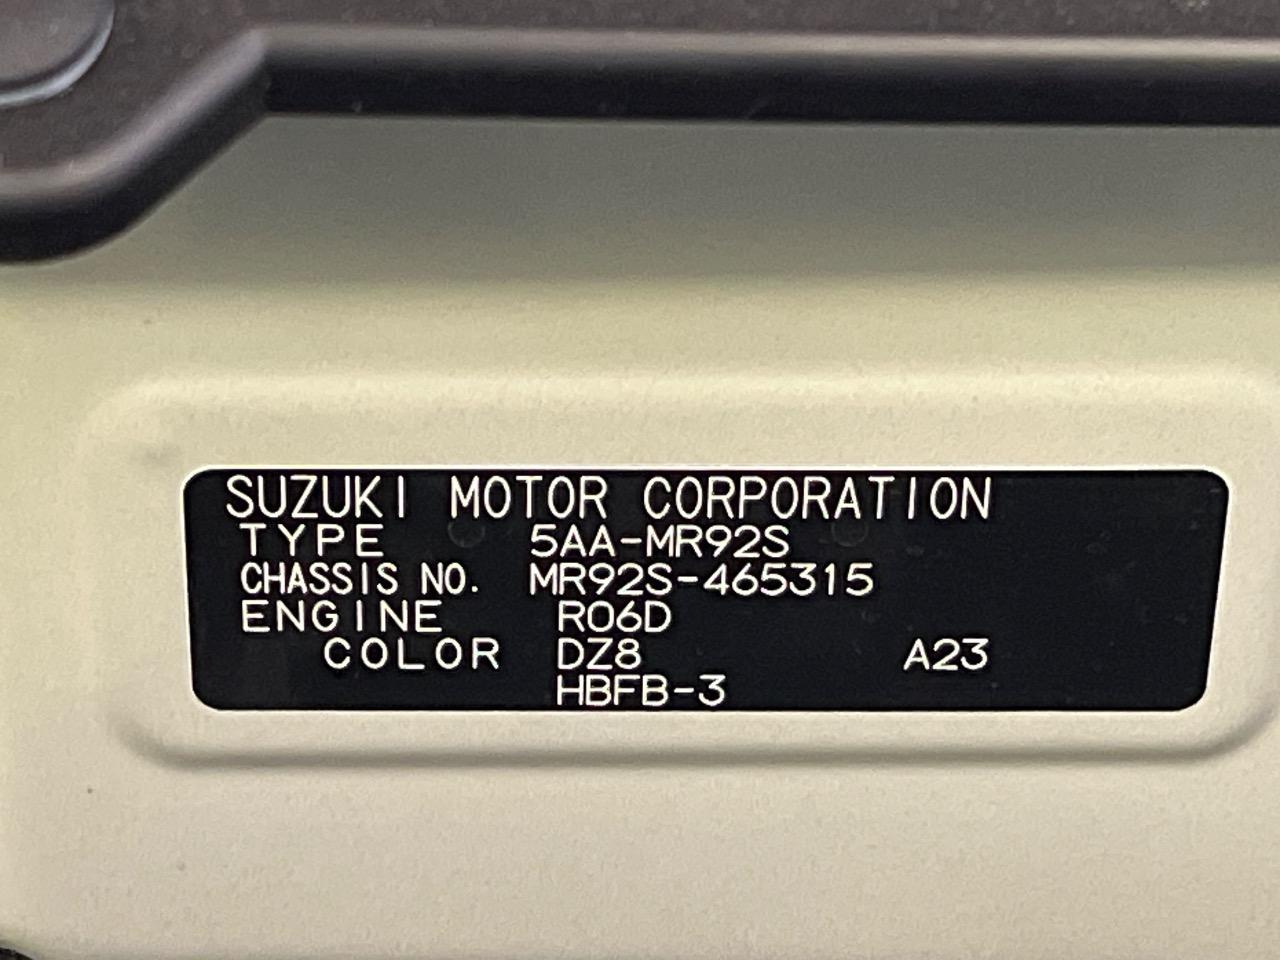 SUZUKI MOTOR CORPORATION
TYPE 5AA-MR92S
CHASSIS NO. MR92S-465315
ENGINE R06D
COLOR DZ8 A23
HBFB-3